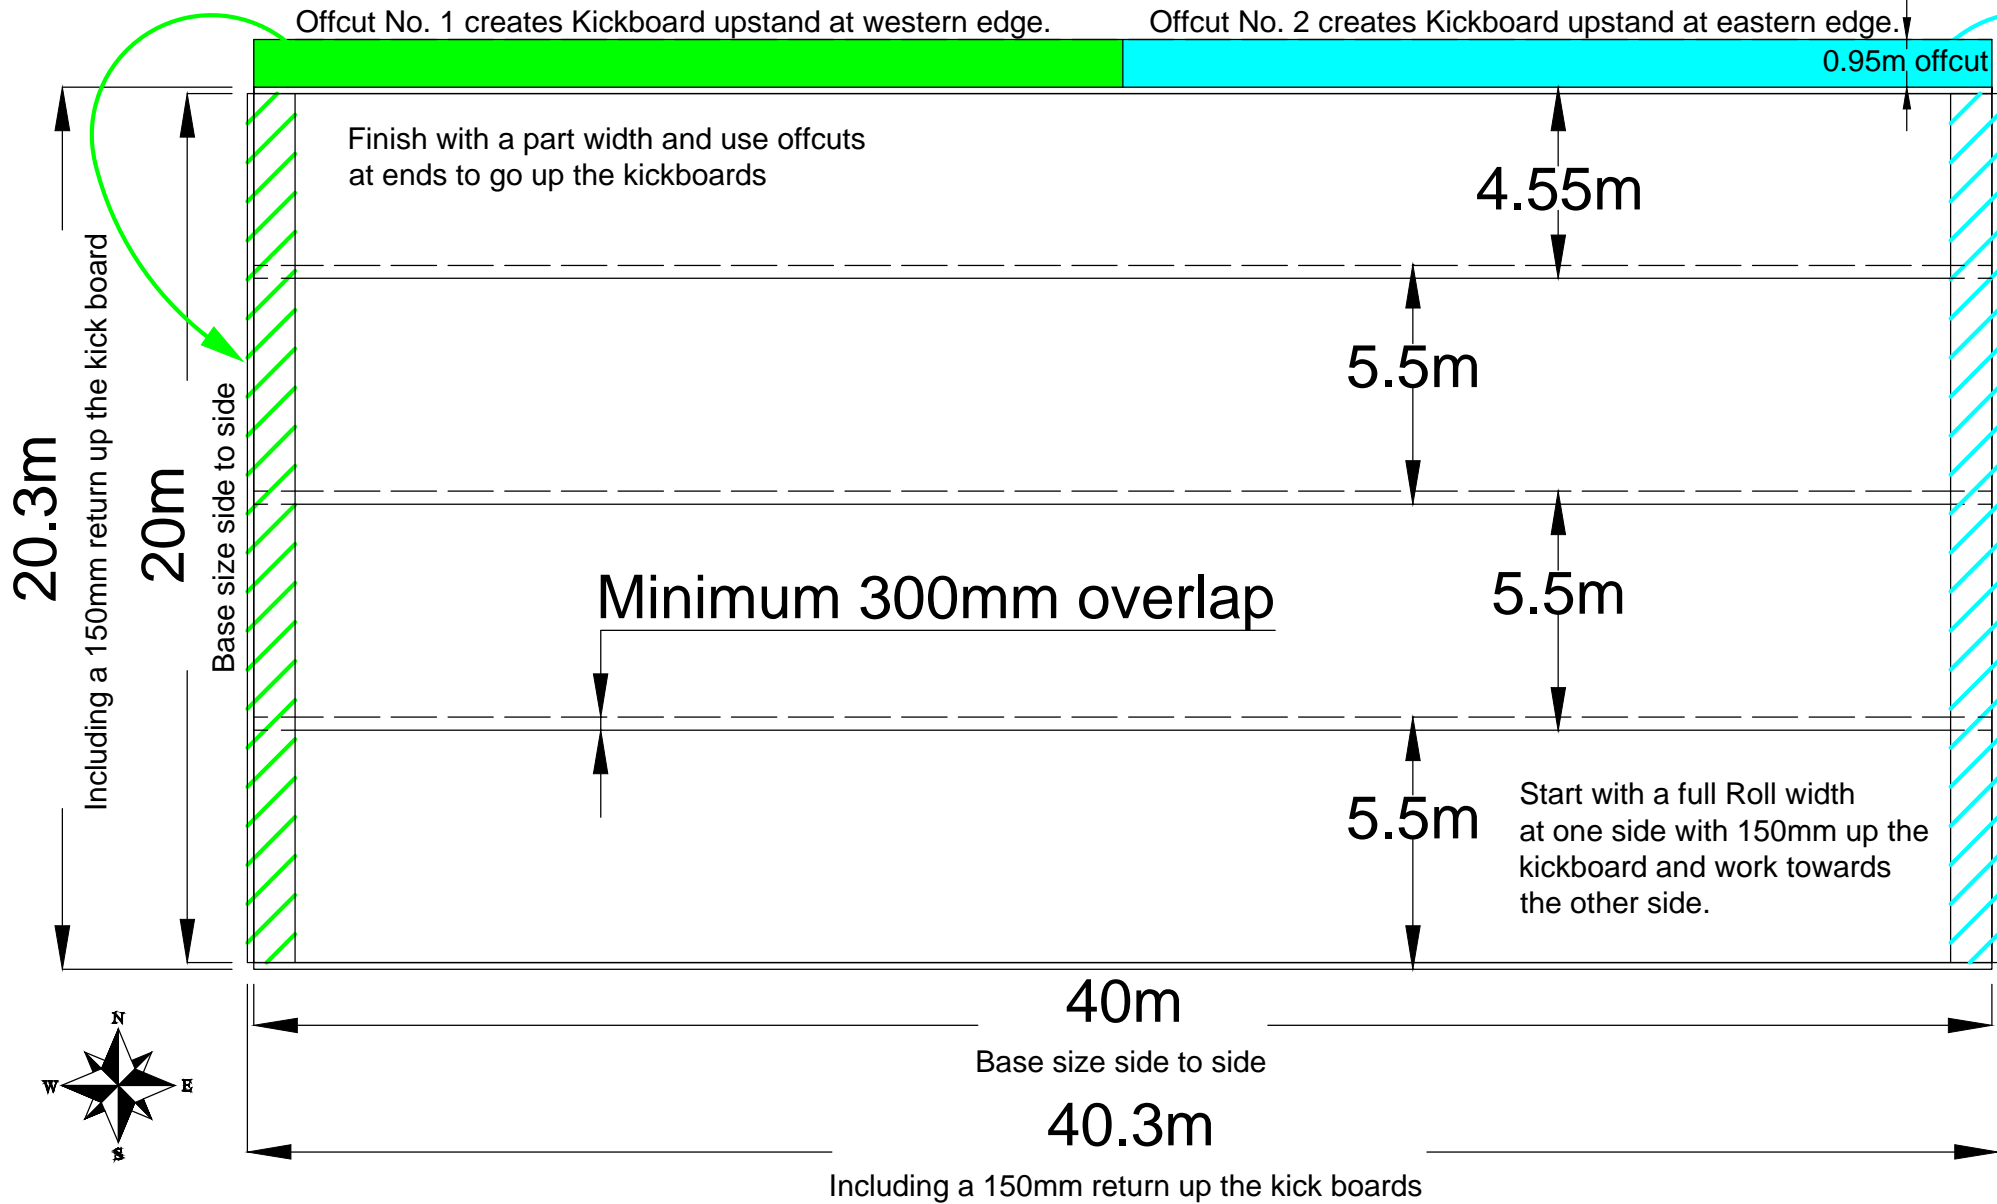 Offcut No. 1 creates Kickboard upstand at western edge.
Offcut No. 2 creates Kickboard upstand at eastern edge.
0.95m offcut
Finish with a part width and use offcuts
at ends to go up the kickboards
4.55m
5.5m
20.3m
Including a 150mm return up the kick board
20m
Base size side to side
Minimum 300mm overlap
5.5m
5.5m
Start with a full Roll width
at one side with 150mm up the
kickboard and work towards
the other side.
40m
Base size side to side
40.3m
Including a 150mm return up the kick boards
N
W
E
S